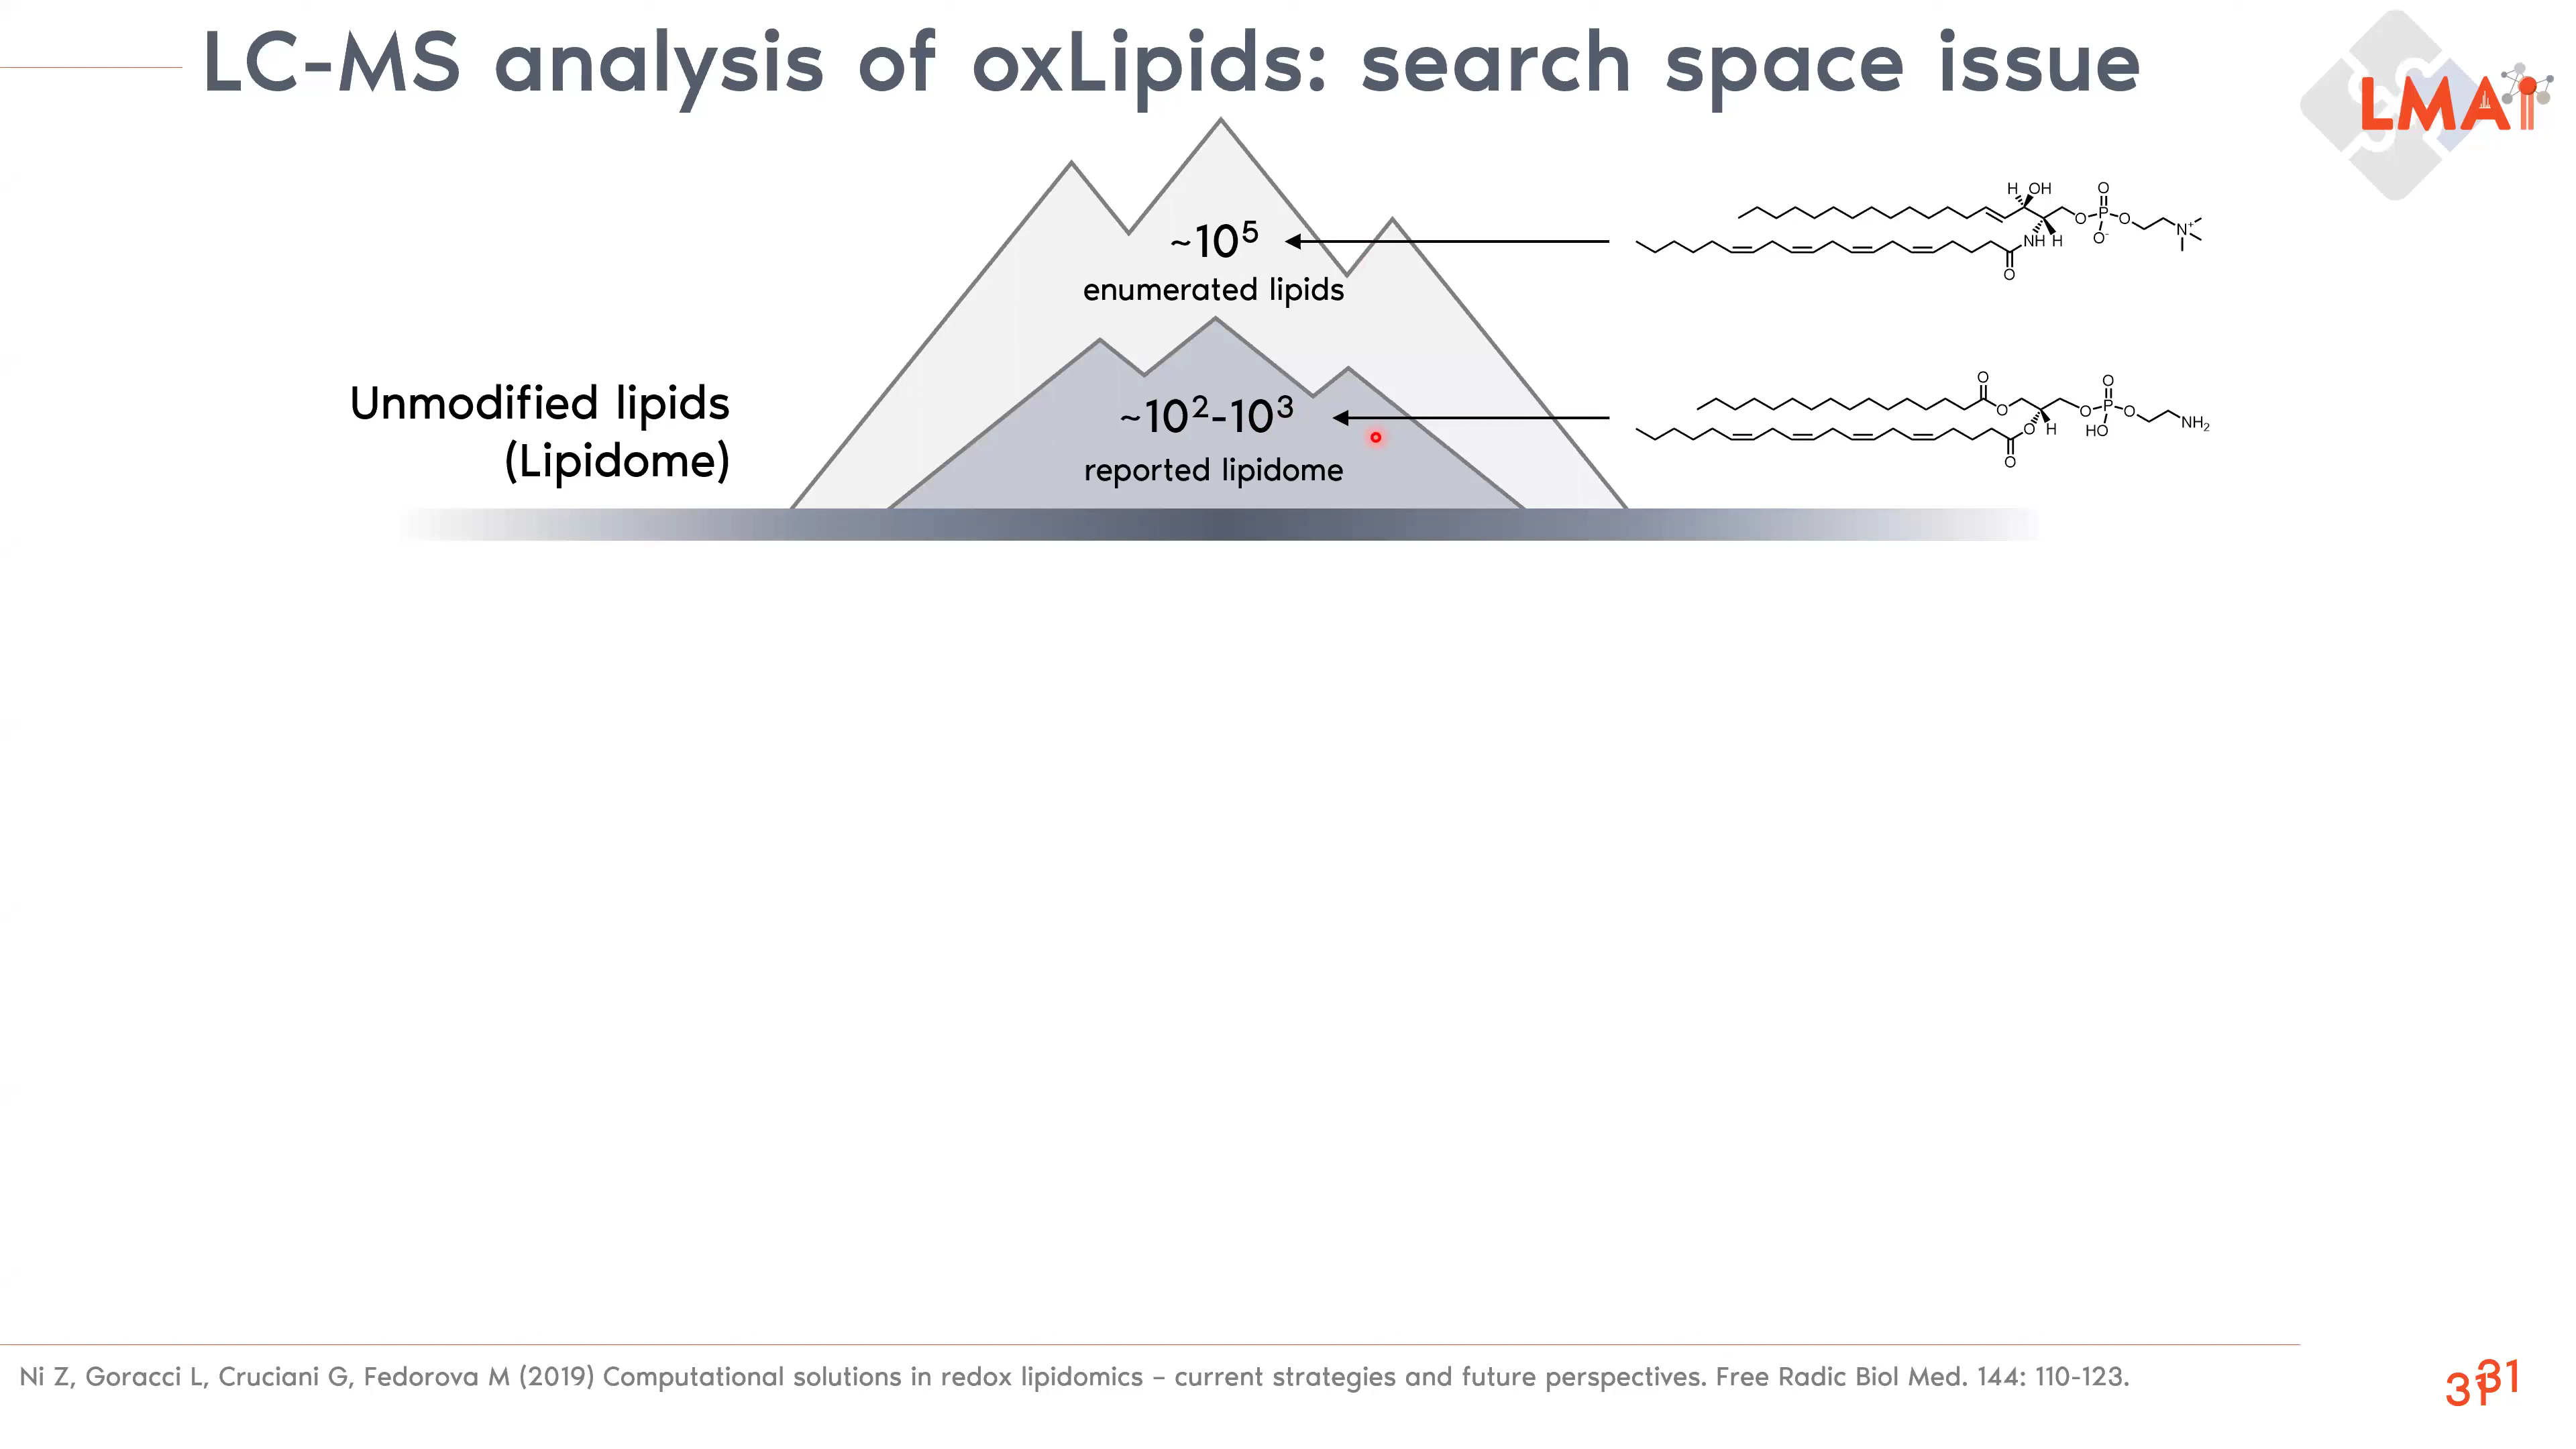 LC-MS analysis of oxLipids: search space issue
LMAI
~10⁵
enumerated lipids
Unmodified lipids
(Lipidome)
~10²-10³
reported lipidome
H OH
O
O P O
O⁻
N⁺
NH H
O
O
O
O
O P O
HO
NH₂
O H
O
Ni Z, Goracci L, Cruciani G, Fedorova M (2019) Computational solutions in redox lipidomics – current strategies and future perspectives. Free Radic Biol Med. 144: 110-123.
31
31